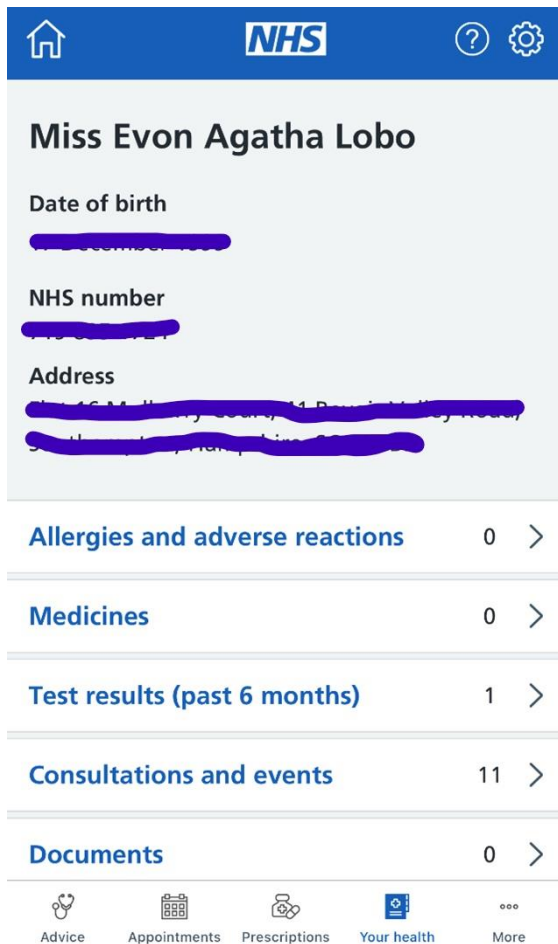 NHS
Miss Evon Agatha Lobo
Date of birth
NHS number
Address
Allergies and adverse reactions 0
Medicines 0
Test results (past 6 months) 1
Consultations and events 11
Documents 0
Advice Appointments Prescriptions Your health More